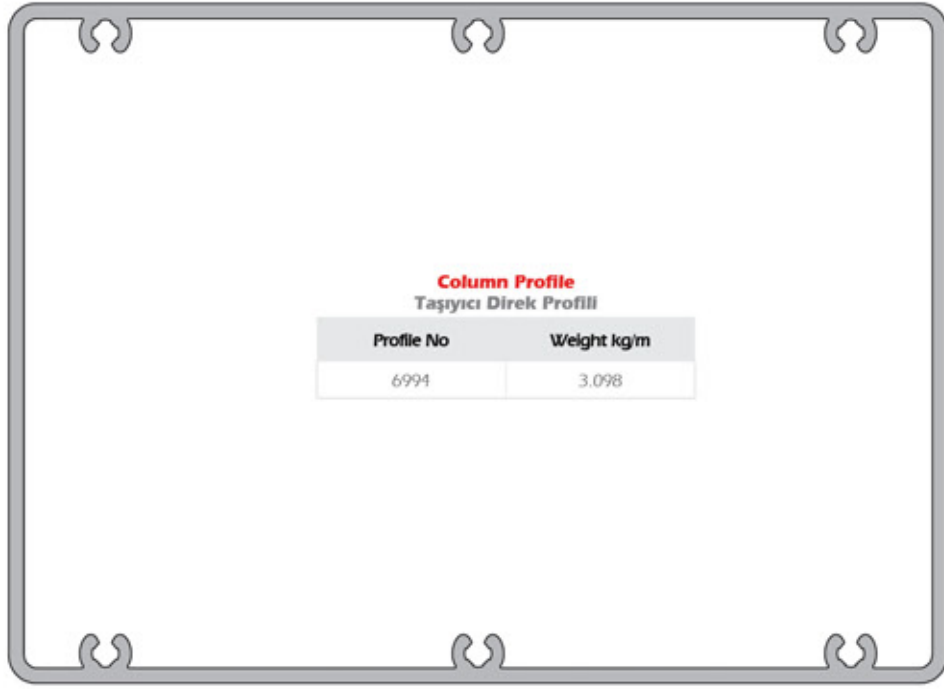 Column Profile
Taşıyıcı Direk Profili
Profile No Weight kg/m
6994 3.098